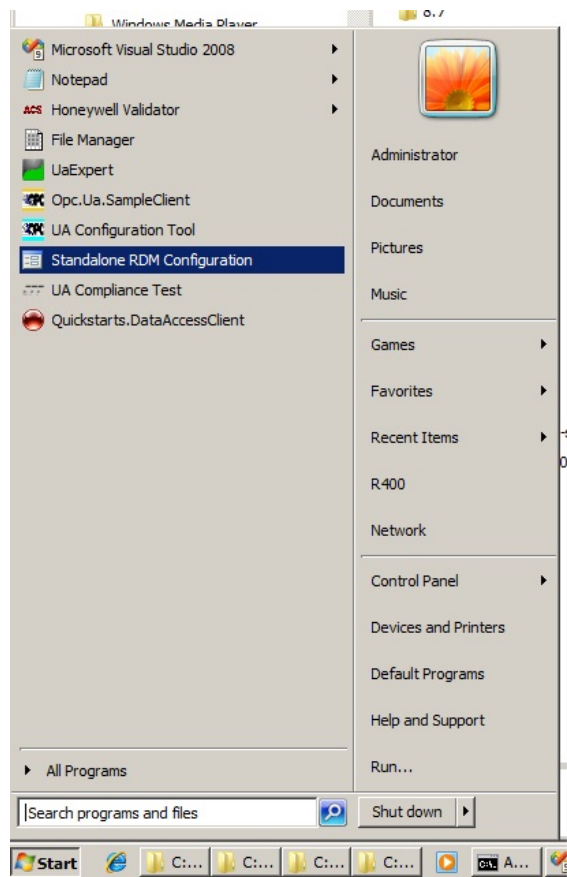 Windows Media Player
8.7
Microsoft Visual Studio 2008
Notepad
ACS Honeywell Validator
File Manager
UaExpert
Opc.Ua.SampleClient
UA Configuration Tool
Standalone RDM Configuration
UA Compliance Test
Quickstarts.DataAccessClient
All Programs
Search programs and files
Administrator
Documents
Pictures
Music
Games
Favorites
Recent Items
R400
Network
Control Panel
Devices and Printers
Default Programs
Help and Support
Run...
Shut down
Start
C:...
C:...
C:...
C:...
A...